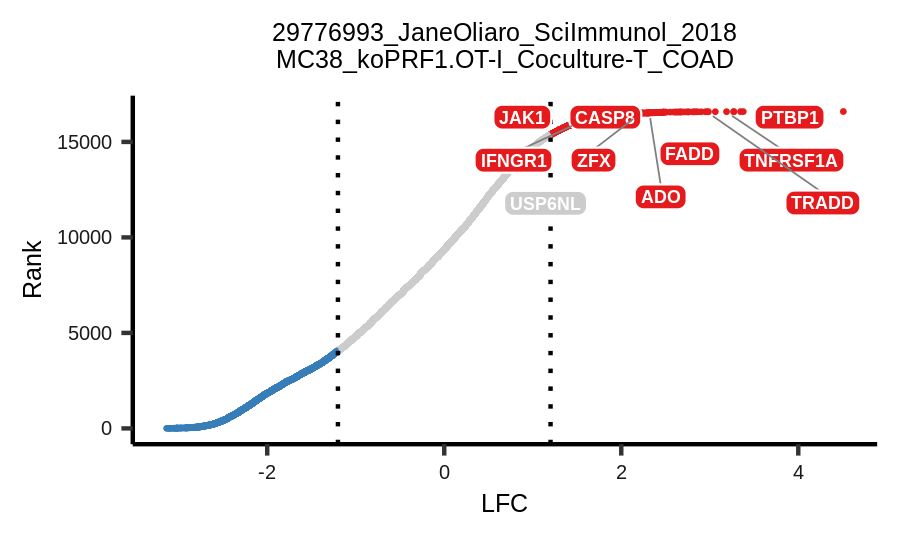 29776993_JaneOliaro_SciImmunol_2018
MC38_koPRF1.OT-I_Coculture-T_COAD
JAK1 CASP8 PTBP1
15000
IFNGR1 ZFX FADD TNFRSF1A
USP6NL ADO TRADD
10000
Rank
5000
0
-2 0 2 4
LFC